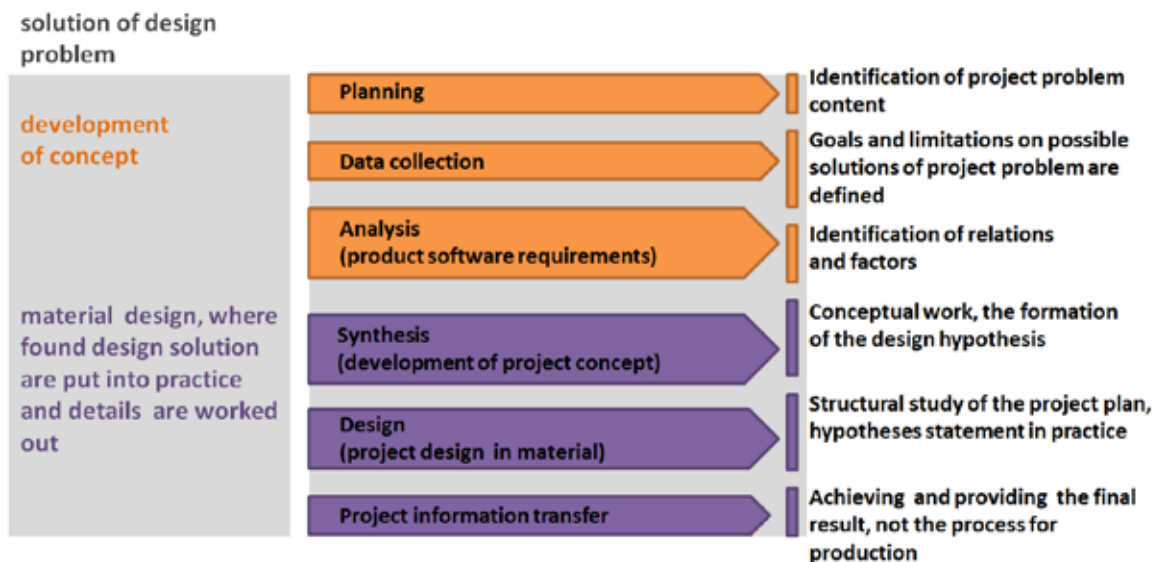 solution of design
problem
development
of concept
material design, where
found design solution
are put into practice
and details are worked
out
Planning
Identification of project problem
content
Data collection
Goals and limitations on possible
solutions of project problem are
defined
Analysis
(product software requirements)
Identification of relations
and factors
Synthesis
(development of project concept)
Conceptual work, the formation
of the design hypothesis
Design
(project design in material)
Structural study of the project plan,
hypotheses statement in practice
Project information transfer
Achieving and providing the final
result, not the process for
production